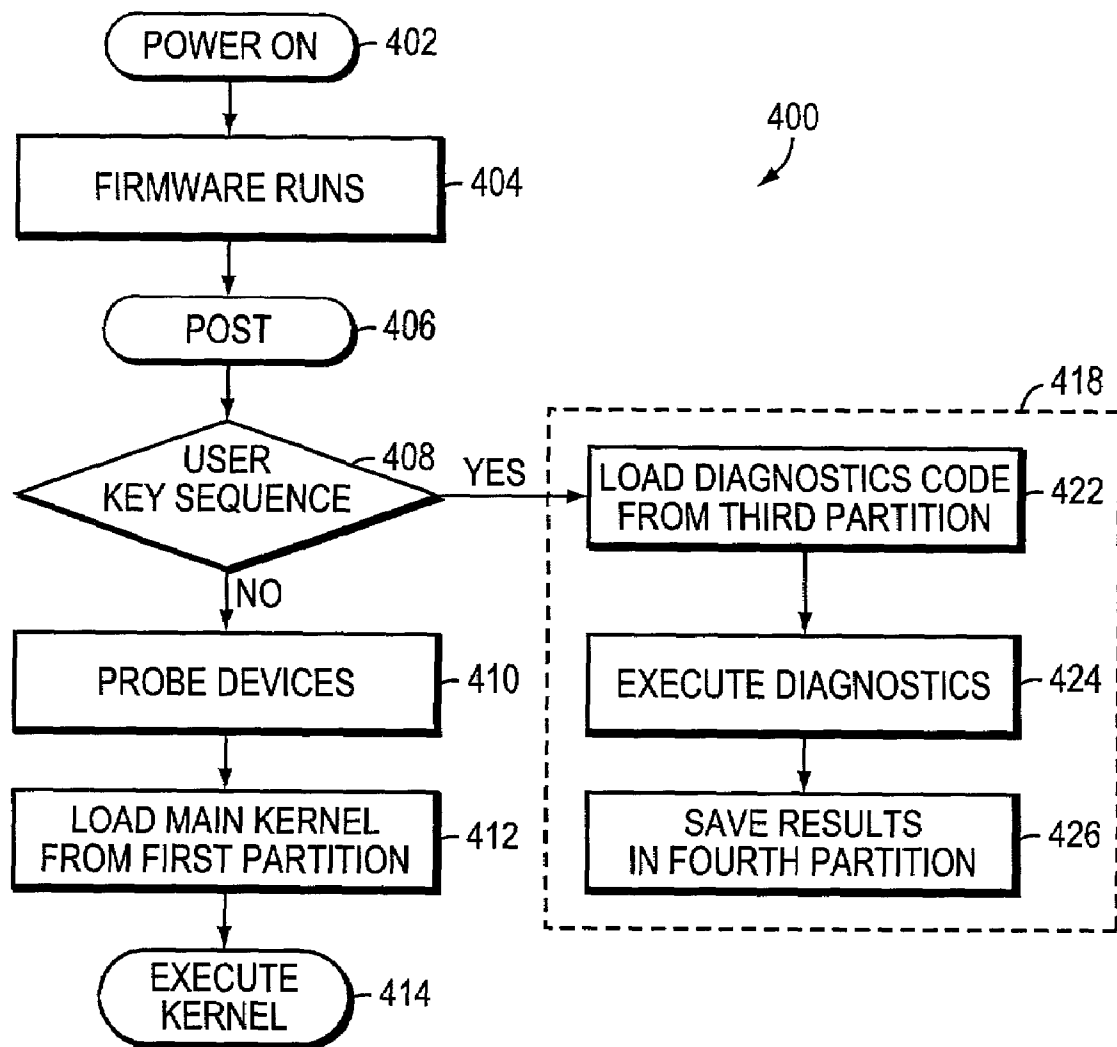 POWER ON
402
400
FIRMWARE RUNS
404
POST
406
418
USER
KEY SEQUENCE
408
YES
NO
LOAD DIAGNOSTICS CODE
FROM THIRD PARTITION
422
PROBE DEVICES
410
EXECUTE DIAGNOSTICS
424
LOAD MAIN KERNEL
FROM FIRST PARTITION
412
SAVE RESULTS
IN FOURTH PARTITION
426
EXECUTE
KERNEL
414